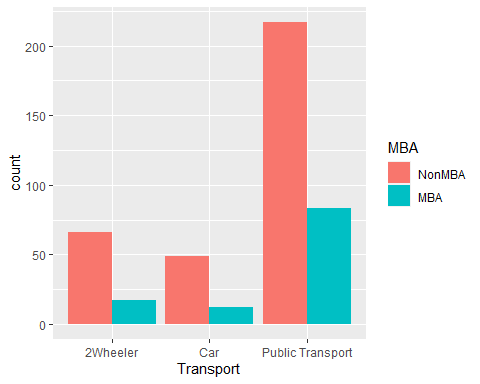 200
150
100
50
0
count
2Wheeler
Car
Public Transport
Transport
MBA
NonMBA
MBA